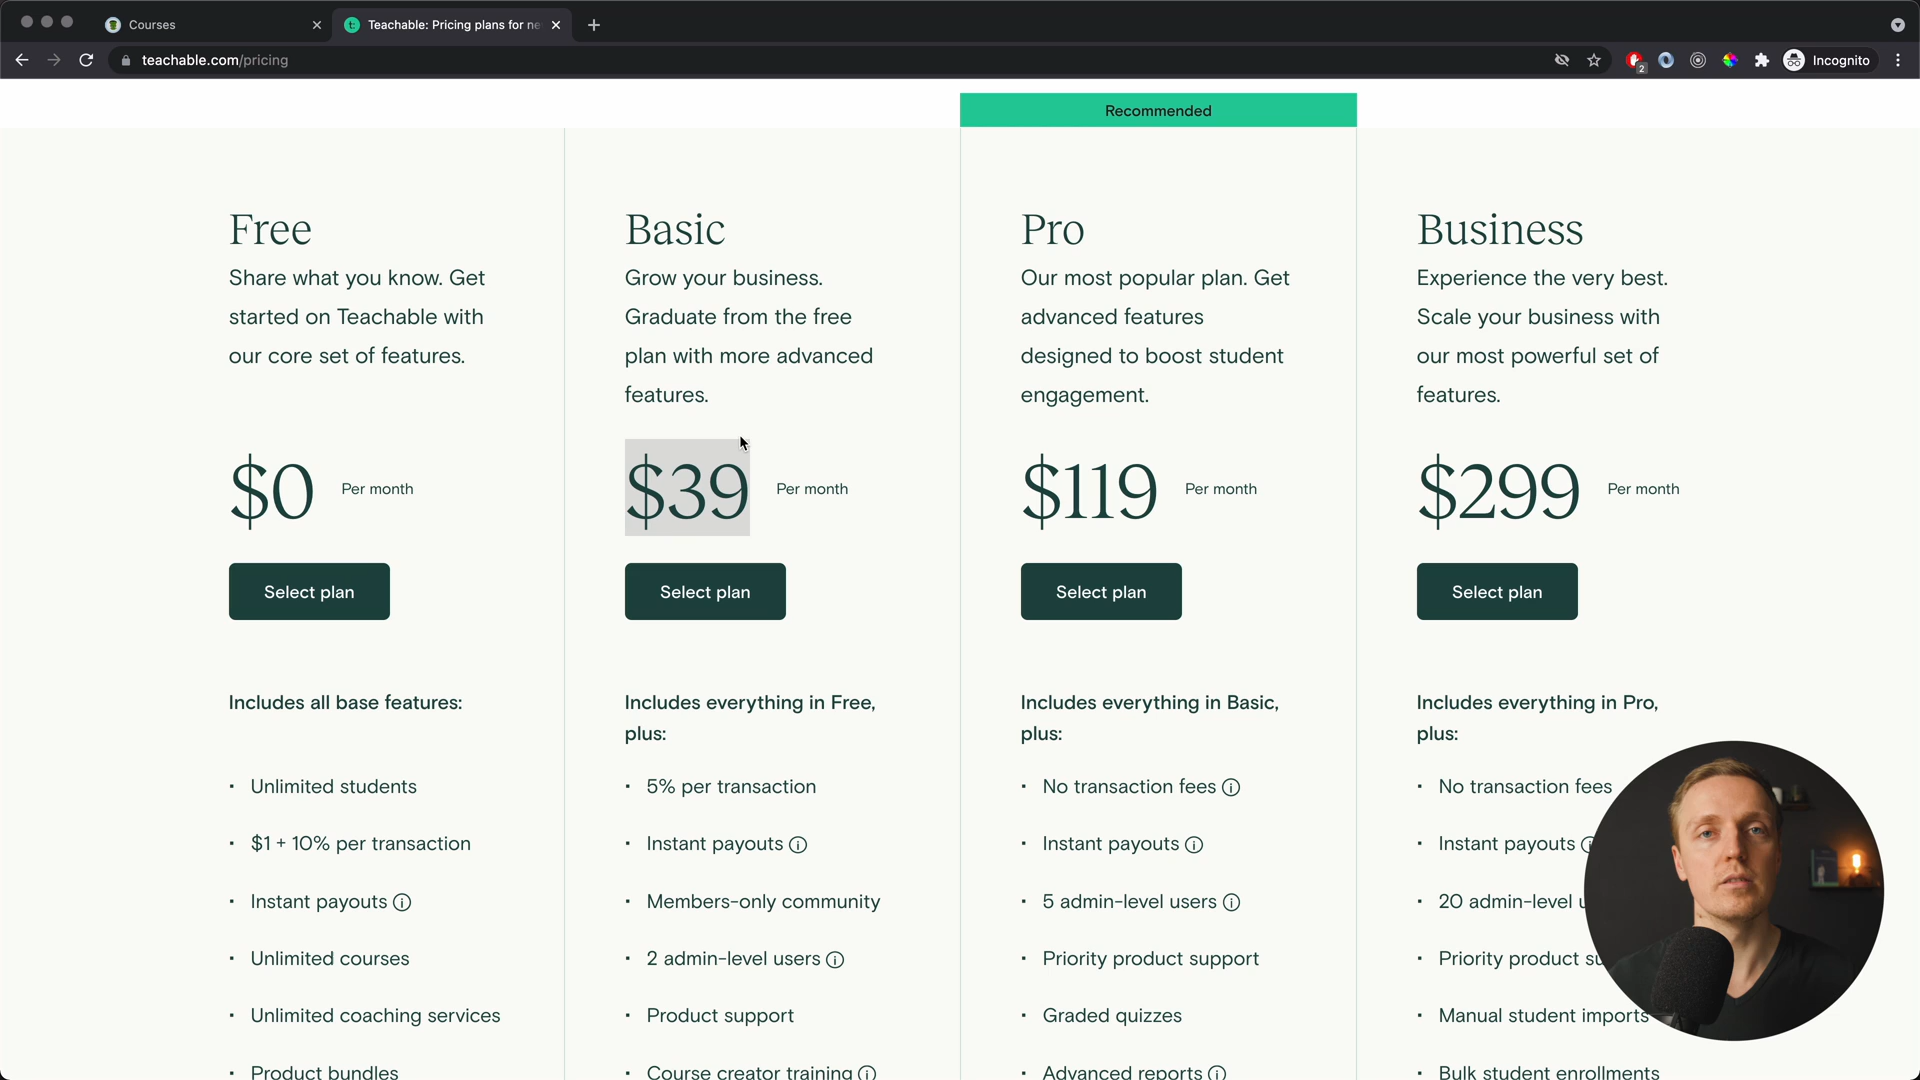 Courses
Teachable: Pricing plans for ne
teachable.com/pricing
2
Incognito
Recommended
Free
Share what you know. Get
started on Teachable with
our core set of features.
$0 Per month
Select plan
Includes all base features:
· Unlimited students
· $1 + 10% per transaction
· Instant payouts
· Unlimited courses
· Unlimited coaching services
· Product bundles
Basic
Grow your business.
Graduate from the free
plan with more advanced
features.
$39 Per month
Select plan
Includes everything in Free,
plus:
· 5% per transaction
· Instant payouts
· Members-only community
· 2 admin-level users
· Product support
· Course creator training
Pro
Our most popular plan. Get
advanced features
designed to boost student
engagement.
$119 Per month
Select plan
Includes everything in Basic,
plus:
· No transaction fees
· Instant payouts
· 5 admin-level users
· Priority product support
· Graded quizzes
· Advanced reports
Business
Experience the very best.
Scale your business with
our most powerful set of
features.
$299 Per month
Select plan
Includes everything in Pro,
plus:
· No transaction fees
· Instant payouts
· 20 admin-level
· Priority product
· Manual student imports
· Bulk student enrollments